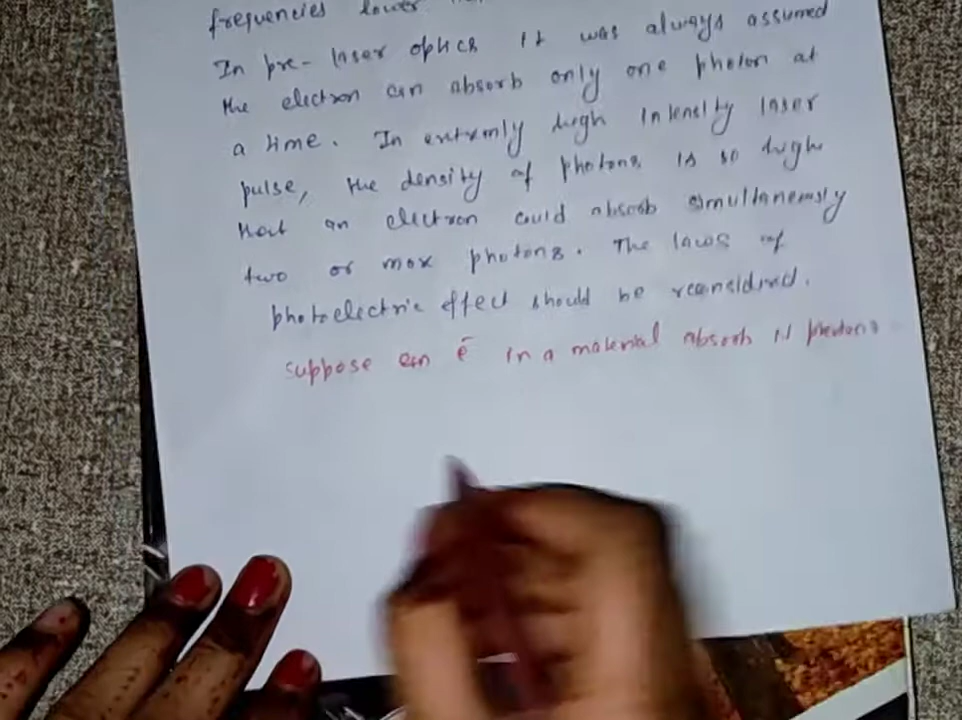 frequencies lower
In pre-laser optics it was always assumed
the electron can absorb only one photon at
a time. In extremly high intensity laser
pulse, the density of photons is so high
that an electron could absorb simultaneously
two or more photons. The laws of
photoelectric effect should be reconsidered.
suppose an e⁻ in a material absorb N photons